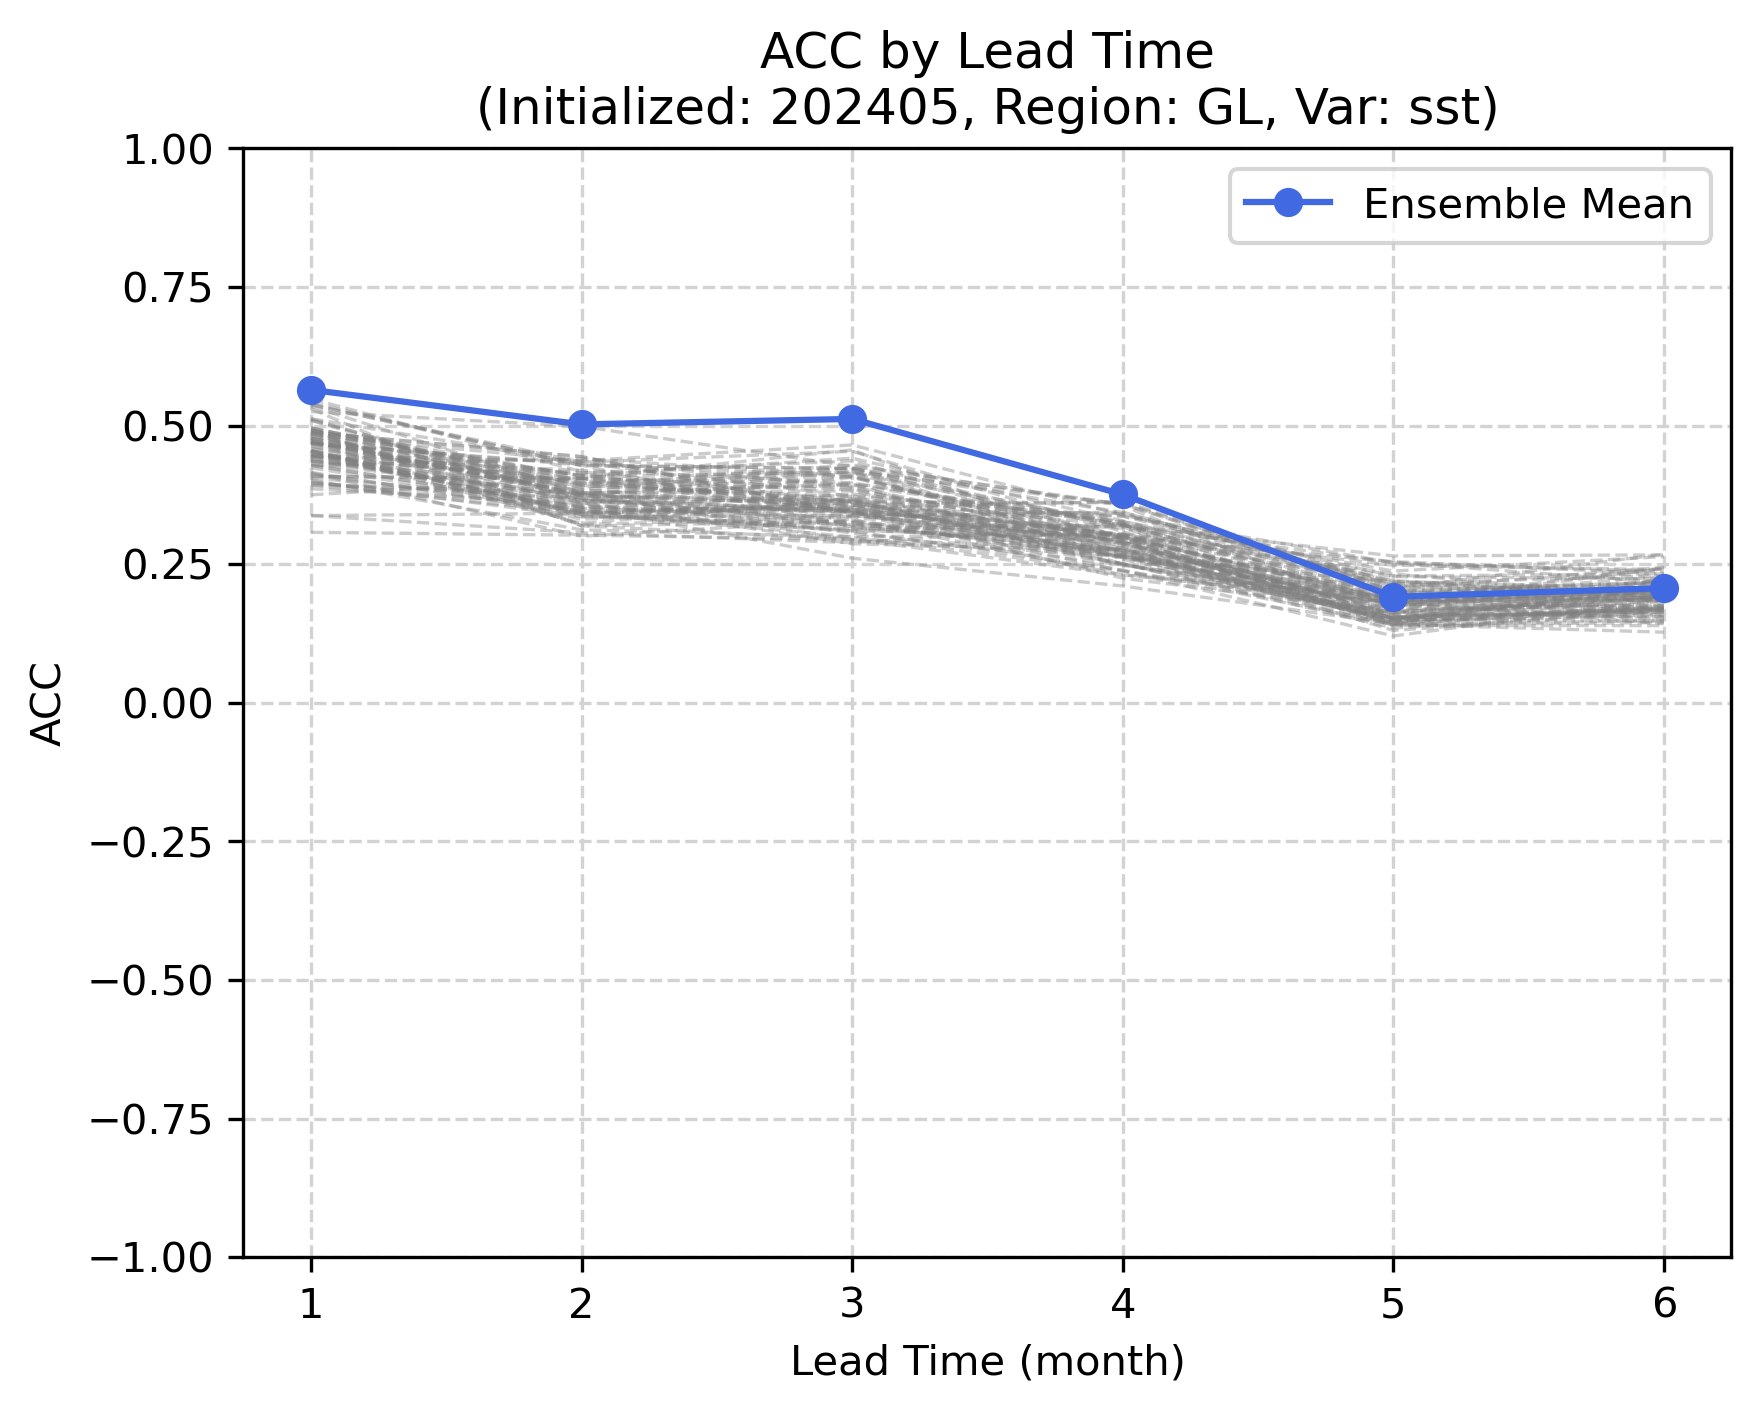 ACC by Lead Time
(Initialized: 202405, Region: GL, Var: sst)
1.00
0.75
0.50
0.25
0.00
−0.25
−0.50
−0.75
−1.00
ACC
Ensemble Mean
1 2 3 4 5 6
Lead Time (month)